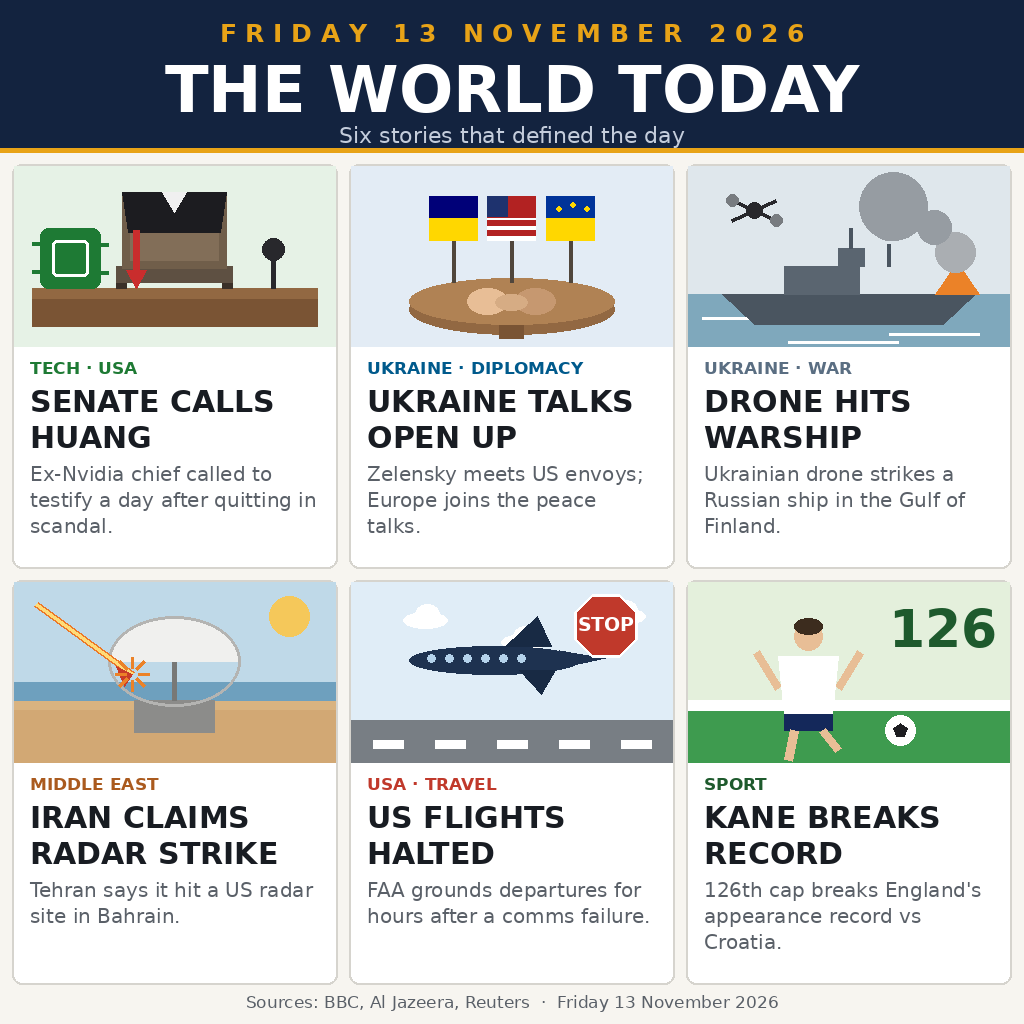 FRIDAY 13 NOVEMBER 2026
THE WORLD TODAY
Six stories that defined the day
TECH · USA
SENATE CALLS
HUANG
Ex-Nvidia chief called to
testify a day after quitting in
scandal.
UKRAINE · DIPLOMACY
UKRAINE TALKS
OPEN UP
Zelensky meets US envoys;
Europe joins the peace
talks.
UKRAINE · WAR
DRONE HITS
WARSHIP
Ukrainian drone strikes a
Russian ship in the Gulf of
Finland.
MIDDLE EAST
IRAN CLAIMS
RADAR STRIKE
Tehran says it hit a US radar
site in Bahrain.
STOP
USA · TRAVEL
US FLIGHTS
HALTED
FAA grounds departures for
hours after a comms failure.
126
SPORT
KANE BREAKS
RECORD
126th cap breaks England's
appearance record vs
Croatia.
Sources: BBC, Al Jazeera, Reuters · Friday 13 November 2026